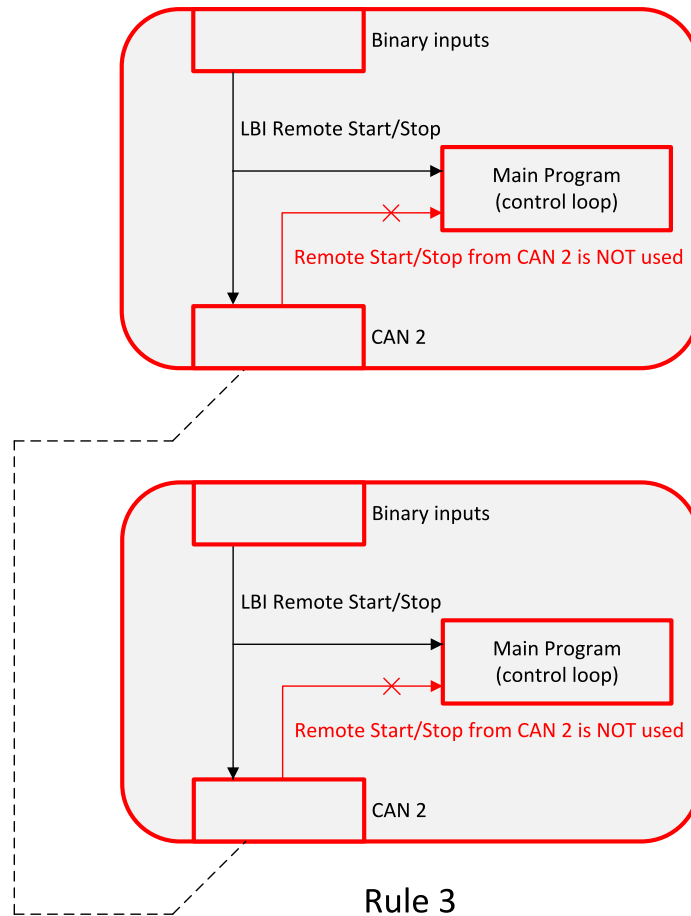 Binary inputs
LBI Remote Start/Stop
Main Program
(control loop)
Remote Start/Stop from CAN 2 is NOT used
CAN 2
Binary inputs
LBI Remote Start/Stop
Main Program
(control loop)
Remote Start/Stop from CAN 2 is NOT used
CAN 2
Rule 3